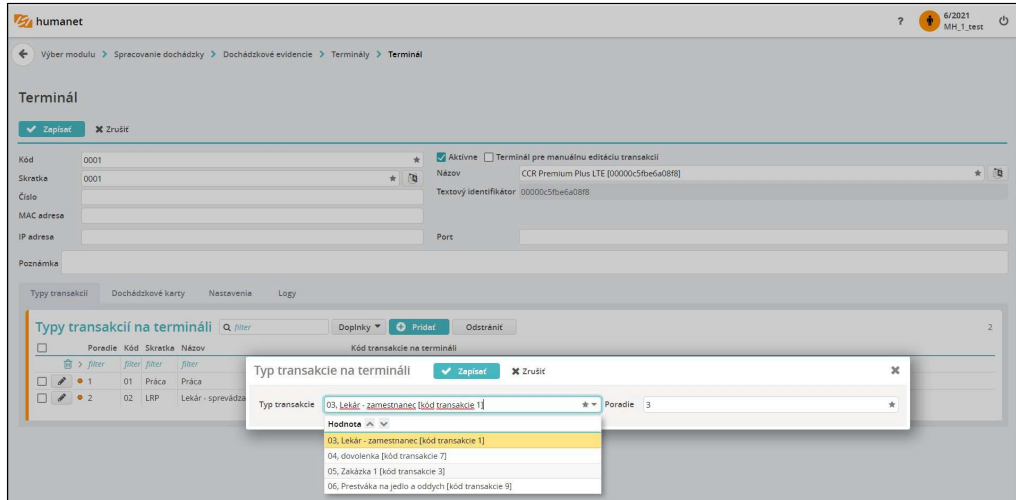 humanet
?
6/2021
MH_1_test
Výber modulu > Spracovanie dochádzky > Dochádzkové evidencie > Terminály > Terminál
Terminál
Zapísať
Zrušiť
Kód 0001
Aktívne Terminál pre manuálnu editáciu transakcií
Skratka 0001
Názov CCR Premium Plus LTE [00000c5fbe6a08f8]
Číslo
Textový identifikátor 00000c5fbe6a08f8
MAC adresa
IP adresa
Port
Poznámka
Typy transakcií Dochádzkové karty Nastavenia Logy
Typy transakcií na termináli filter Doplnky Pridať Odstrániť 2
Poradie Kód Skratka Názov Kód transakcie na termináli
> filter filter filter filter
1 01 Práca Práca
2 02 LRP Lekár - sprevádza
Typ transakcie na termináli Zapísať Zrušiť
Typ transakcie 03, Lekár - zamestnanec [kód transakcie 1] Poradie 3
Hodnota
03, Lekár - zamestnanec [kód transakcie 1]
04, dovolenka [kód transakcie 7]
05, Zakázka 1 [kód transakcie 3]
06, Prestváka na jedlo a oddych [kód transakcie 9]